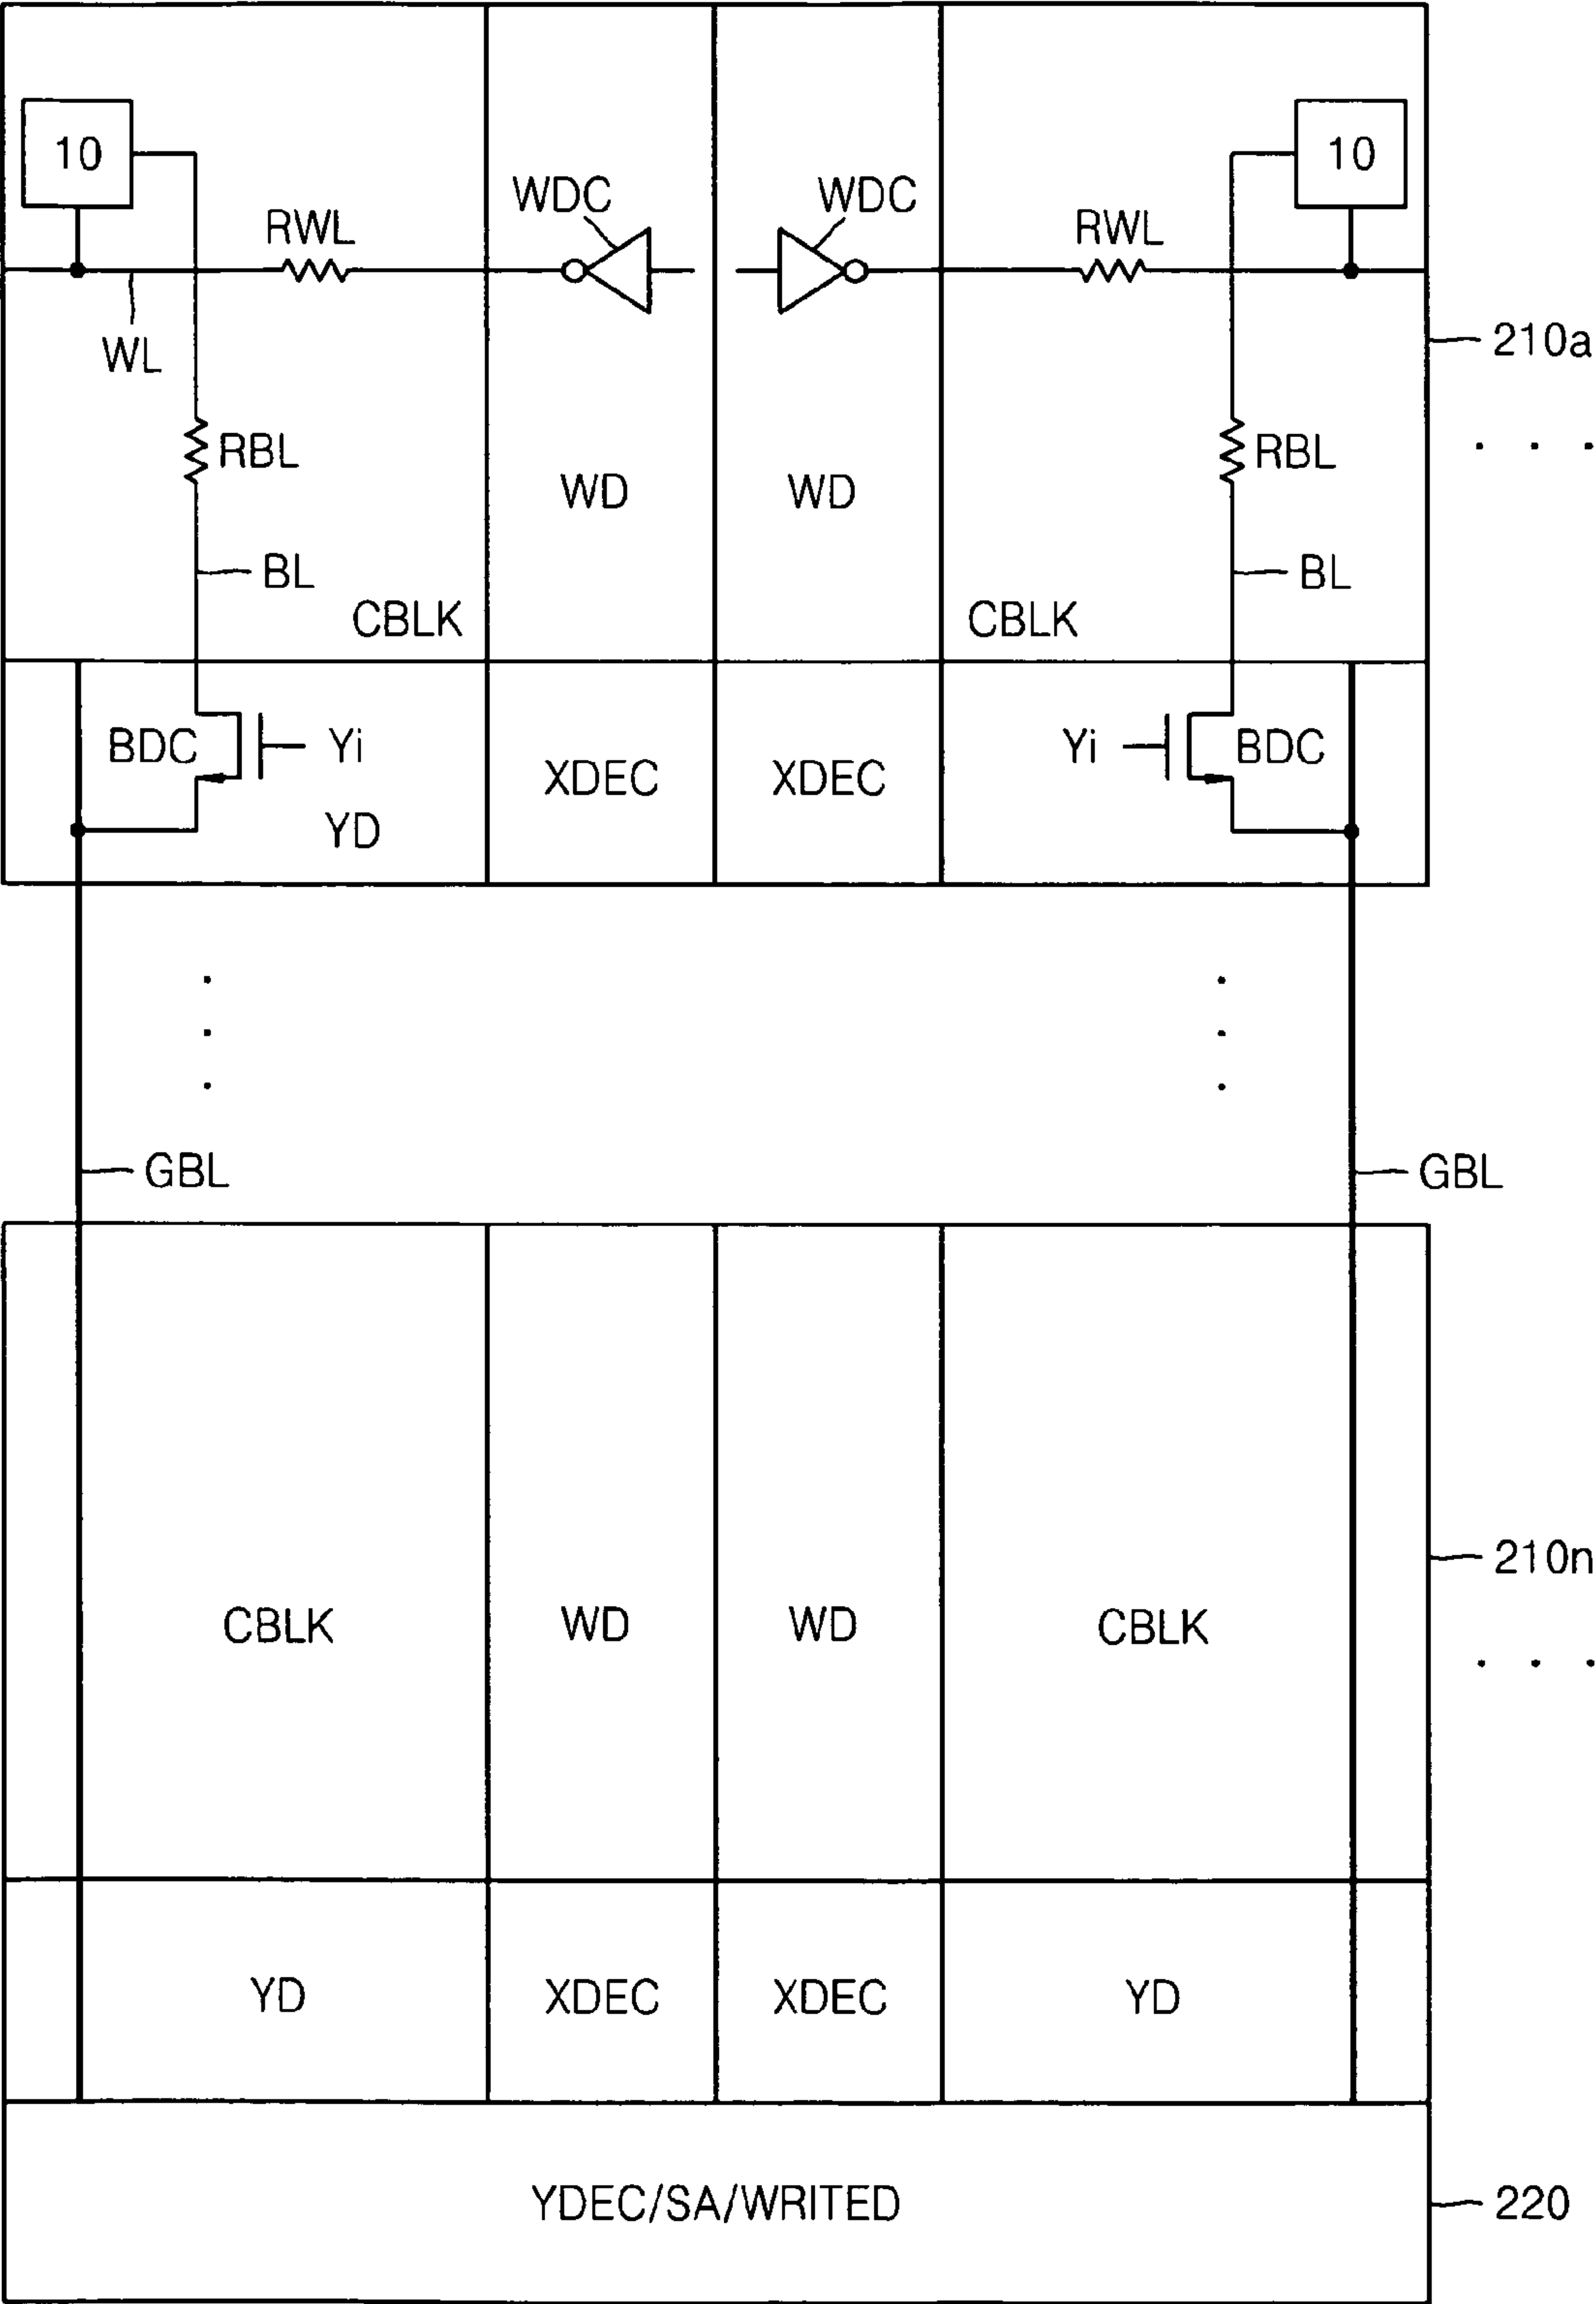 10
10
WDC
WDC
RWL
RWL
WL
210a
RBL
RBL
WD
WD
BL
BL
CBLK
CBLK
BDC
Yi
Yi
BDC
XDEC
XDEC
YD
GBL
GBL
210n
CBLK
WD
WD
CBLK
YD
XDEC
XDEC
YD
YDEC/SA/WRITED
220